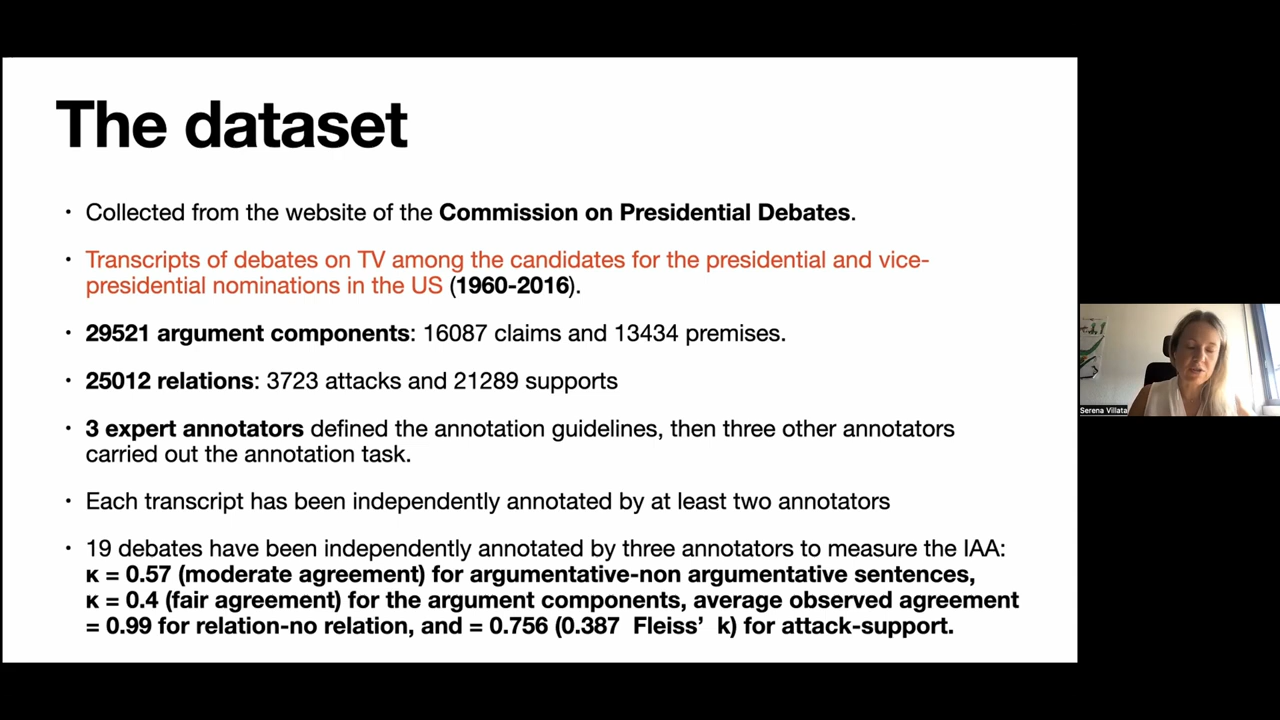 The dataset
• Collected from the website of the Commission on Presidential Debates.
• Transcripts of debates on TV among the candidates for the presidential and vice-
presidential nominations in the US (1960-2016).
• 29521 argument components: 16087 claims and 13434 premises.
• 25012 relations: 3723 attacks and 21289 supports
• 3 expert annotators defined the annotation guidelines, then three other annotators
carried out the annotation task.
• Each transcript has been independently annotated by at least two annotators
• 19 debates have been independently annotated by three annotators to measure the IAA:
κ = 0.57 (moderate agreement) for argumentative-non argumentative sentences,
κ = 0.4 (fair agreement) for the argument components, average observed agreement
= 0.99 for relation-no relation, and = 0.756 (0.387 Fleiss’ k) for attack-support.
Serena Villata